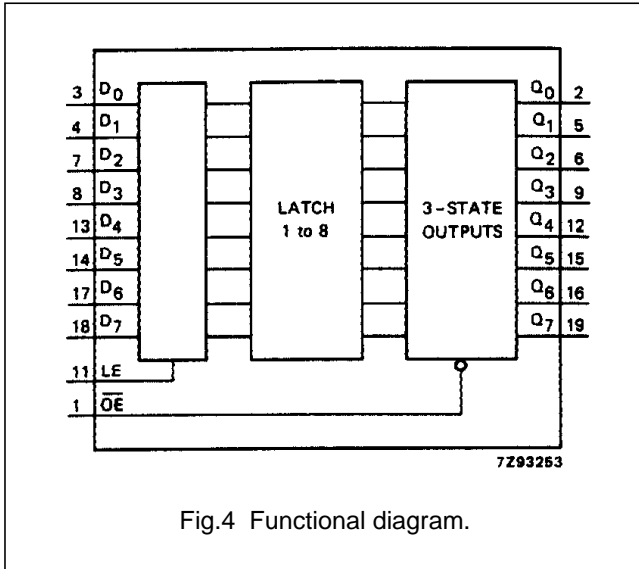 3 D0 Q0 2
4 D1 Q1 5
7 D2 Q2 6
8 D3 Q3 9
LATCH 3-STATE
13 D4 Q4 12
1 to 8 OUTPUTS
14 D5 Q5 15
17 D6 Q6 16
18 D7 Q7 19
11 LE
1 O̅E̅
7Z93253
Fig.4 Functional diagram.